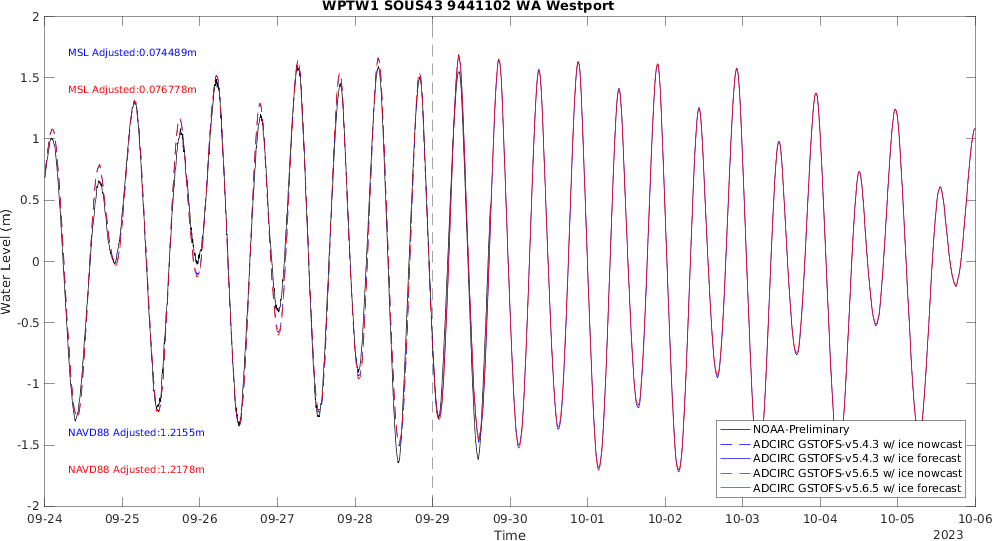 WPTW1 SOUS43 9441102 WA Westport
2
1.5
1
0.5
0
-0.5
-1
-1.5
-2
Water Level (m)
MSL Adjusted:0.074489m
MSL Adjusted:0.076778m
NAVD88 Adjusted:1.2155m
NAVD88 Adjusted:1.2178m
NOAA-Preliminary
ADCIRC GSTOFS-v5.4.3 w/ ice nowcast
ADCIRC GSTOFS-v5.4.3 w/ ice forecast
ADCIRC GSTOFS-v5.6.5 w/ ice nowcast
ADCIRC GSTOFS-v5.6.5 w/ ice forecast
09-24 09-25 09-26 09-27 09-28 09-29 09-30 10-01 10-02 10-03 10-04 10-05 10-06
Time
2023